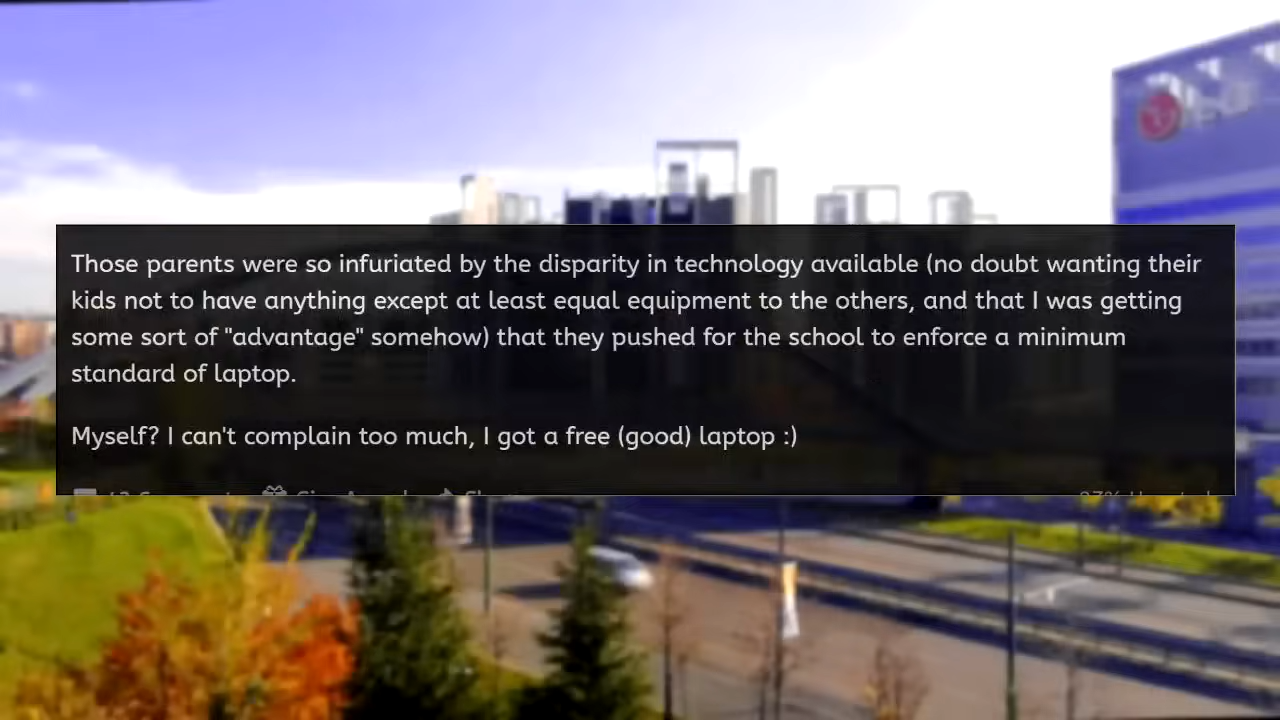 Those parents were so infuriated by the disparity in technology available (no doubt wanting their
kids not to have anything except at least equal equipment to the others, and that I was getting
some sort of "advantage" somehow) that they pushed for the school to enforce a minimum
standard of laptop.
Myself? I can't complain too much, I got a free (good) laptop :)